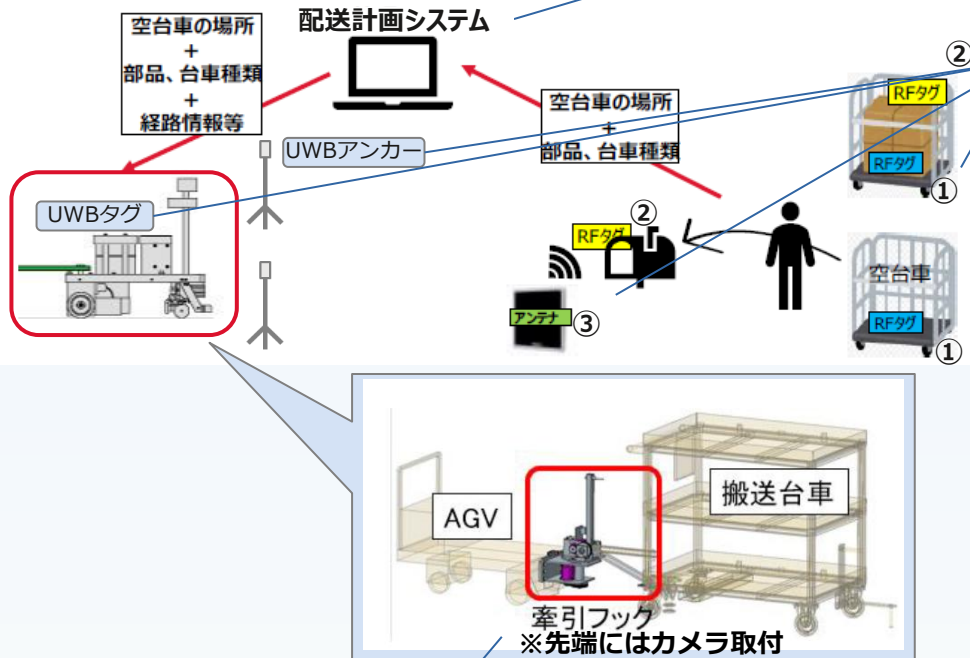 配送計画システム
空台車の場所
+
部品、台車種類
+
経路情報等
空台車の場所
+
部品、台車種類
②
RFタグ
RFタグ
①
UWBアンカー
UWBタグ
②
RFタグ
アンテナ
③
空台車
RFタグ
①
AGV
搬送台車
牽引フック
※先端にはカメラ取付